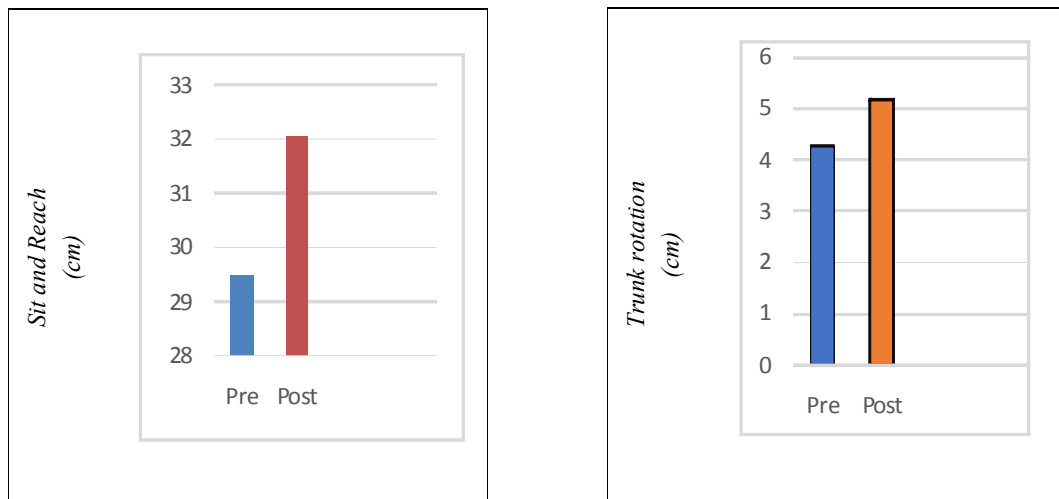 Sit and Reach
(cm)
33
32
31
30
29
28
Pre Post
Trunk rotation
(cm)
6
5
4
3
2
1
0
Pre Post